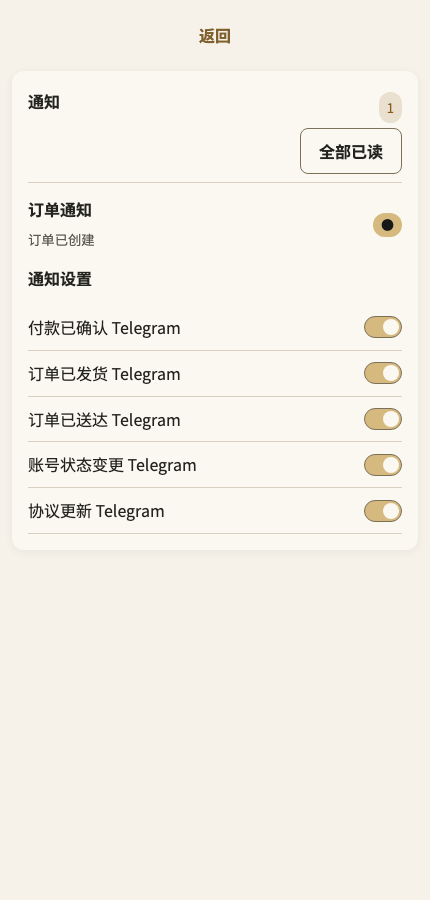 返回
通知
1
全部已读
订单通知
订单已创建
通知设置
付款已确认 Telegram
订单已发货 Telegram
订单已送达 Telegram
账号状态变更 Telegram
协议更新 Telegram